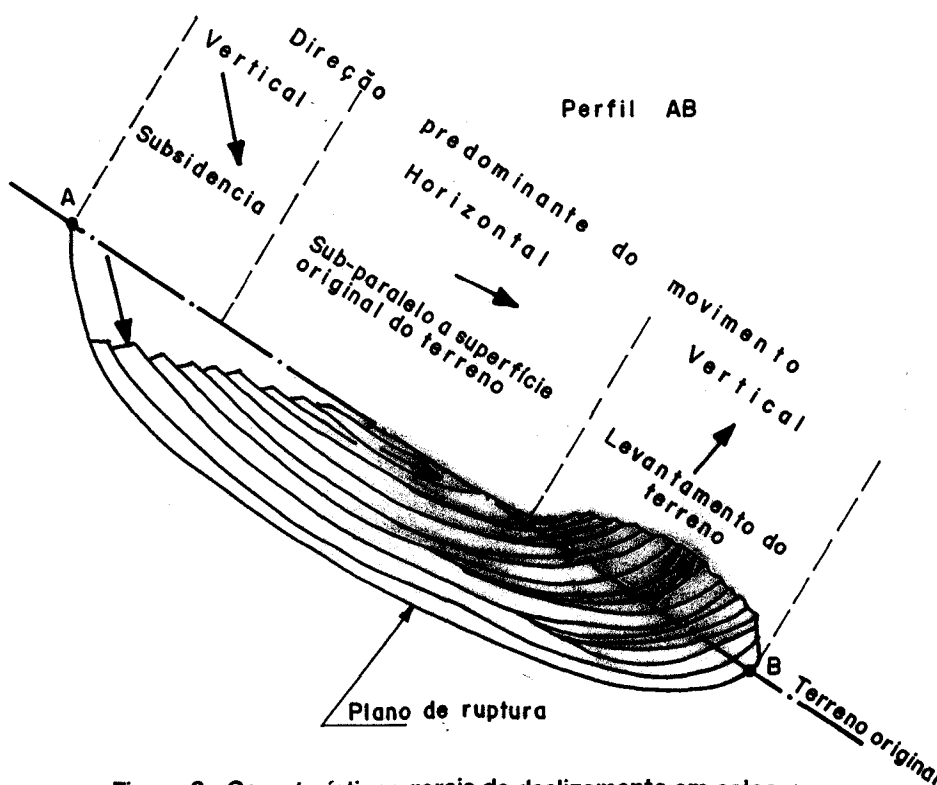 Direção predominante do movimento
Perfil AB
Vertical
Subsidencia
Horizontal
Sub-paralelo a superfície
original do terreno
Vertical
Levantamento do
terreno
A
B
Terreno original
Plano de ruptura